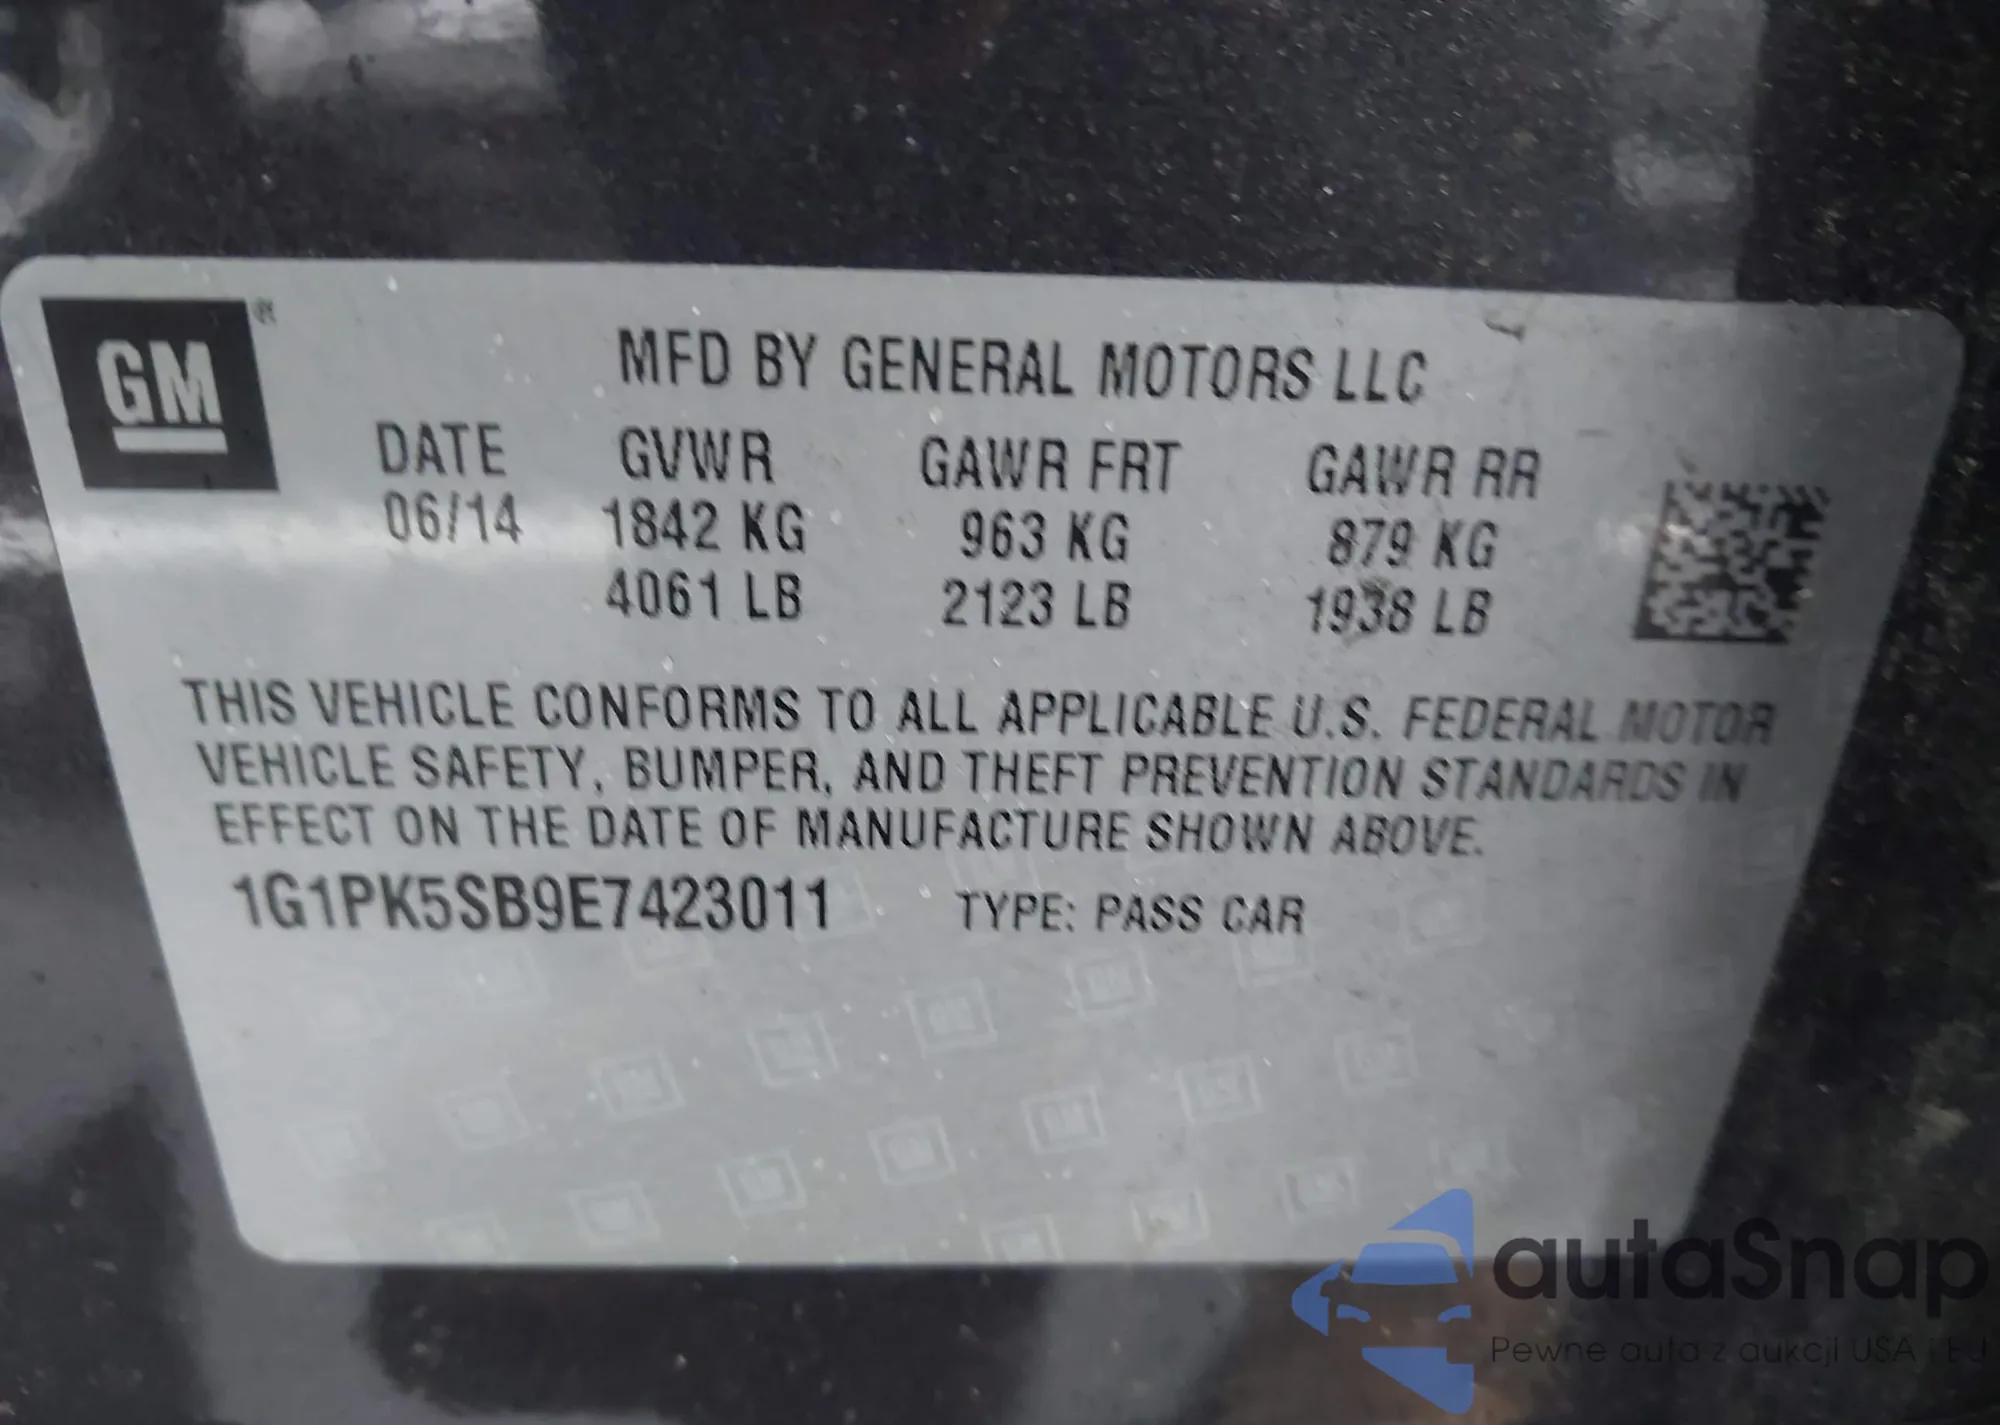 GM®
MFD BY GENERAL MOTORS LLC
DATE GVWR GAWR FRT GAWR RR
06/14 1842 KG 963 KG 879 KG
4061 LB 2123 LB 1938 LB
THIS VEHICLE CONFORMS TO ALL APPLICABLE U.S. FEDERAL MOTOR
VEHICLE SAFETY, BUMPER, AND THEFT PREVENTION STANDARDS IN
EFFECT ON THE DATE OF MANUFACTURE SHOWN ABOVE.
1G1PK5SB9E7423011 TYPE: PASS CAR
autaSnap
Pewne auta z aukcji USA i EU